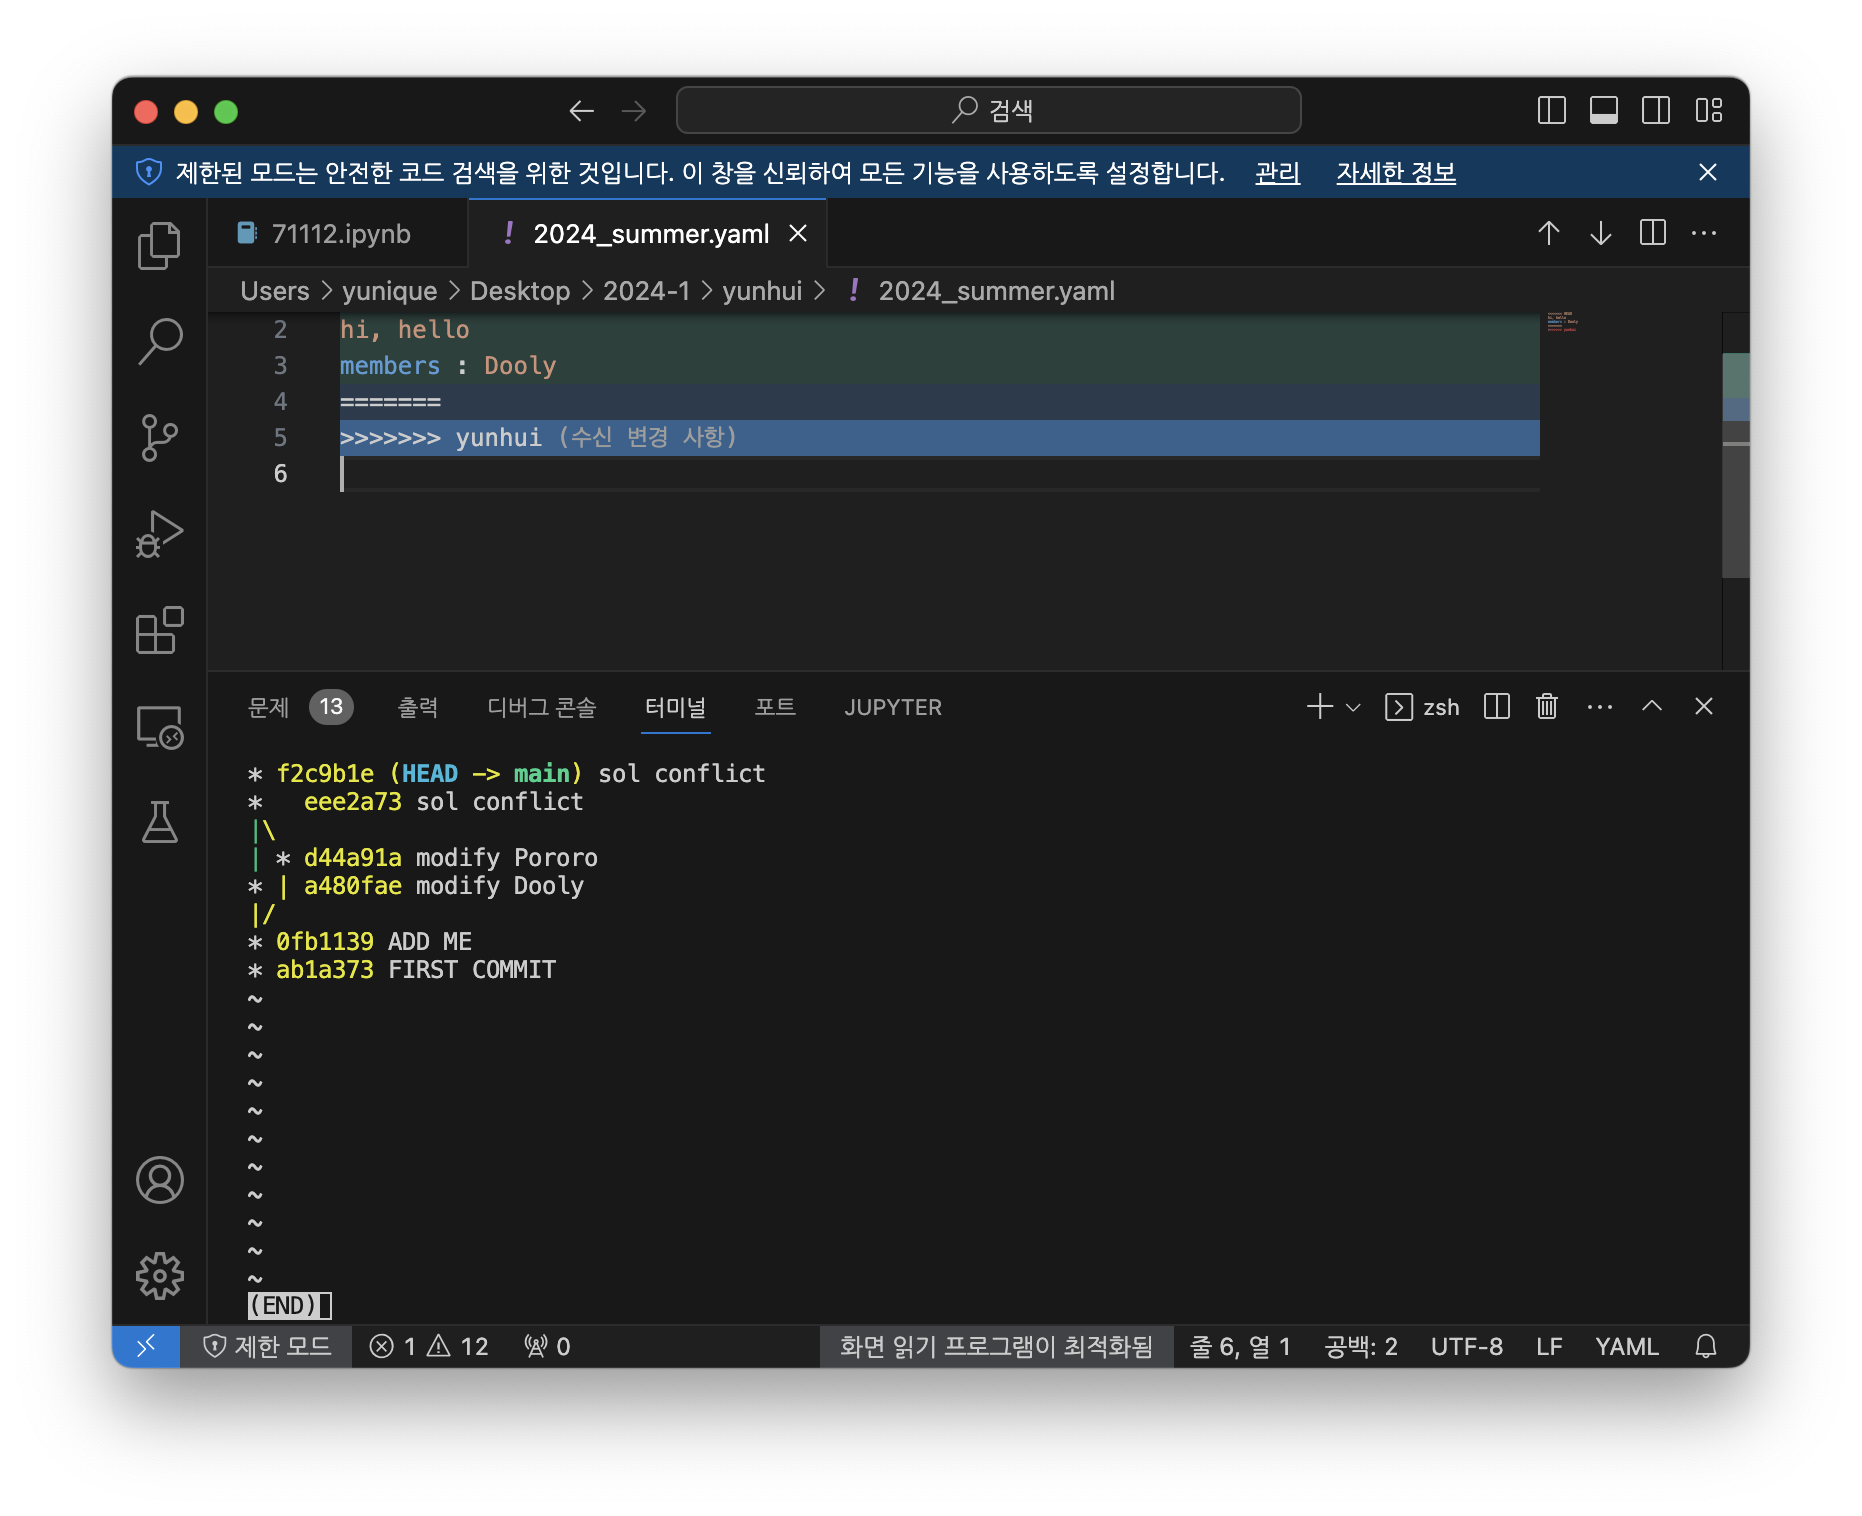 검색
제한된 모드는 안전한 코드 검색을 위한 것입니다. 이 창을 신뢰하여 모든 기능을 사용하도록 설정합니다. 관리 자세한 정보
71112.ipynb ! 2024_summer.yaml
Users > yunique > Desktop > 2024-1 > yunhui > ! 2024_summer.yaml
2 hi, hello
3 members : Dooly
4 =======
5 >>>>>>> yunhui (수신 변경 사항)
6
문제 13 출력 디버그 콘솔 터미널 포트 JUPYTER zsh
* f2c9b1e (HEAD -> main) sol conflict
*   eee2a73 sol conflict
|\
| * d44a91a modify Pororo
* | a480fae modify Dooly
|/
* 0fb1139 ADD ME
* ab1a373 FIRST COMMIT
~
~
~
~
~
~
~
~
~
~
~
(END)
제한 모드 1 12 0 화면 읽기 프로그램이 최적화됨 줄 6, 열 1 공백: 2 UTF-8 LF YAML